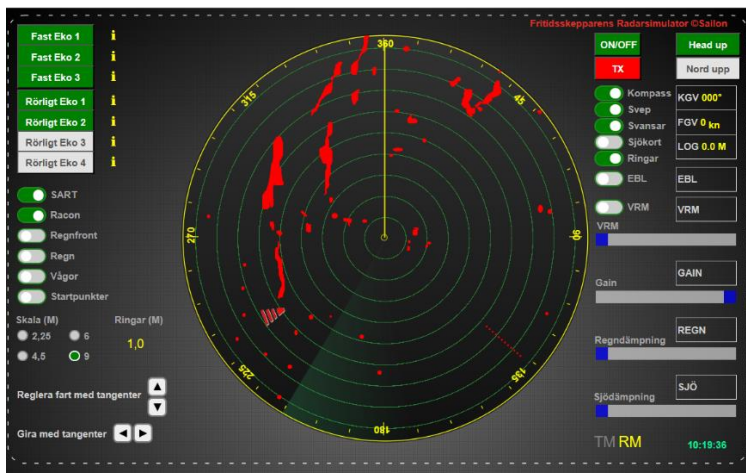 Fritidsskepparens Radarsimulator ©Sailon
Fast Eko 1 i
Fast Eko 2 i
Fast Eko 3 i
Rörligt Eko 1 i
Rörligt Eko 2 i
Rörligt Eko 3 i
Rörligt Eko 4 i
SART
Racon
Regnfront
Regn
Vågor
Startpunkter
Skala (M)
Ringar (M)
2,25
6
1,0
4,5
9
Reglera fart med tangenter
Gira med tangenter
360
45
90
135
180
225
270
315
ON/OFF
Head up
TX
Nord upp
Kompass
Svep
Svansar
Sjökort
Ringar
KGV 000°
FGV 0 kn
LOG 0.0 M
EBL
EBL
VRM
VRM
VRM
GAIN
Gain
REGN
Regndämpning
SJÖ
Sjödämpning
TM RM
10:19:36